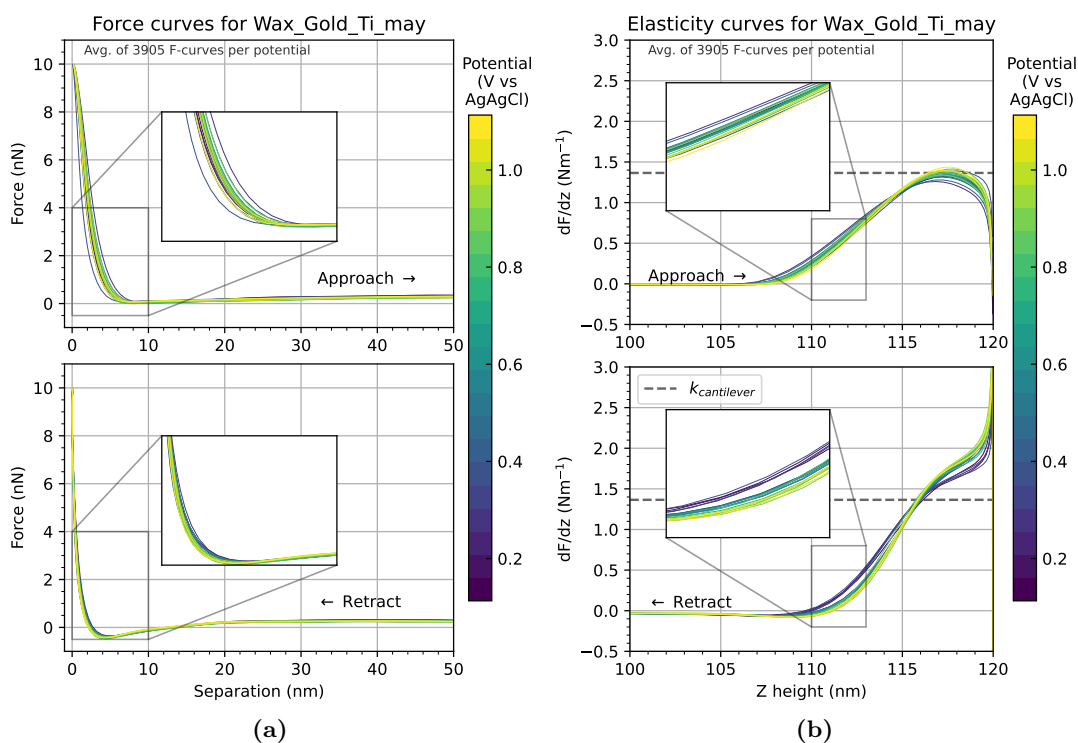 Force curves for Wax_Gold_Ti_may
Avg. of 3905 F-curves per potential
10
8
6
4
2
0
Force (nN)
Approach →
0
10
20
30
40
50
10
8
6
4
2
0
Force (nN)
← Retract
0
10
20
30
40
50
Separation (nm)
Potential
(V vs
AgAgCl)
1.0
0.8
0.6
0.4
0.2
(a)
Elasticity curves for Wax_Gold_Ti_may
Avg. of 3905 F-curves per potential
3.0
2.5
2.0
1.5
1.0
0.5
0.0
−0.5
dF/dz (Nm⁻¹)
Approach →
100
105
110
115
120
k_cantilever
3.0
2.5
2.0
1.5
1.0
0.5
0.0
−0.5
dF/dz (Nm⁻¹)
← Retract
100
105
110
115
120
Z height (nm)
Potential
(V vs
AgAgCl)
1.0
0.8
0.6
0.4
0.2
(b)